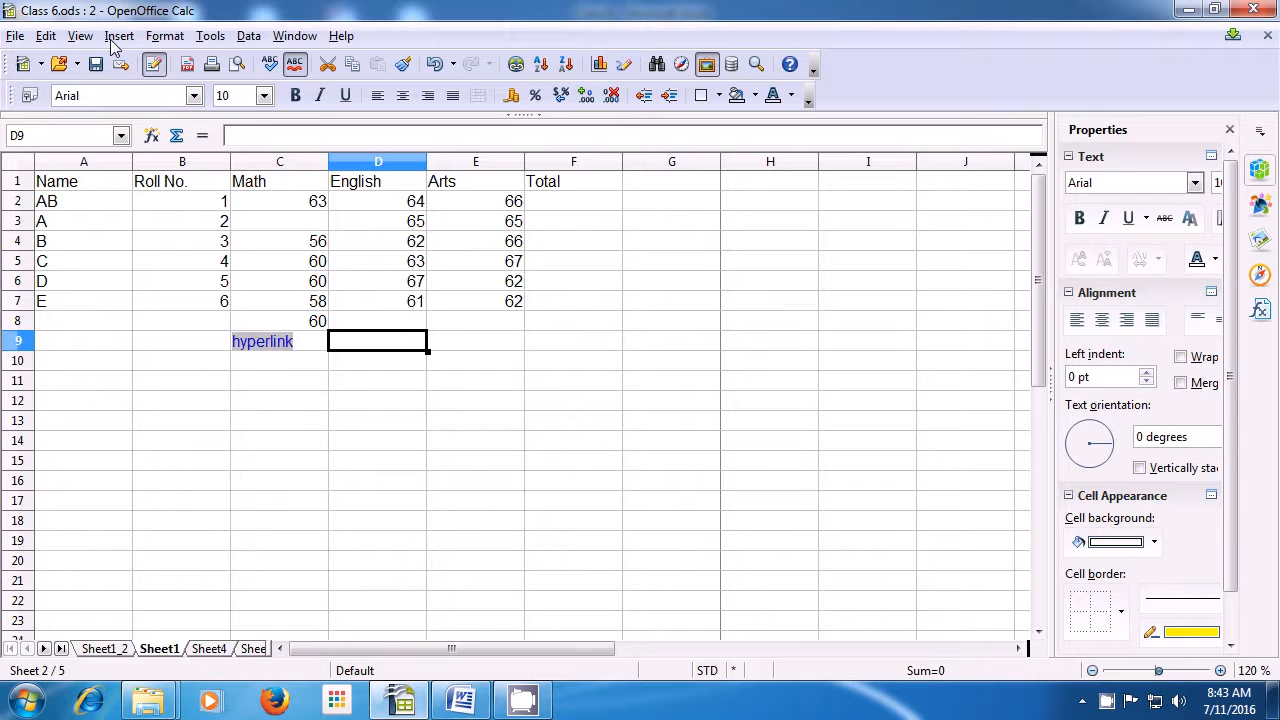 Class 6.ods : 2 - OpenOffice Calc
File Edit View Insert Format Tools Data Window Help
Arial 10
D9
A B C D E F G H I J
1 Name Roll No. Math English Arts Total
2 AB 1 63 64 66
3 A 2 65 65
4 B 3 56 62 66
5 C 4 60 63 67
6 D 5 60 67 62
7 E 6 58 61 62
8 60
9 hyperlink
10
11
12
13
14
15
16
17
18
19
20
21
22
23
Properties
Text
Arial
Alignment
Left indent: Wrap
0 pt Merg
Text orientation:
0 degrees
Vertically stac
Cell Appearance
Cell background:
Cell border:
Sheet1_2 Sheet1 Sheet4 Shee
Sheet 2 / 5 Default STD * Sum=0 120 %
8:43 AM
7/11/2016